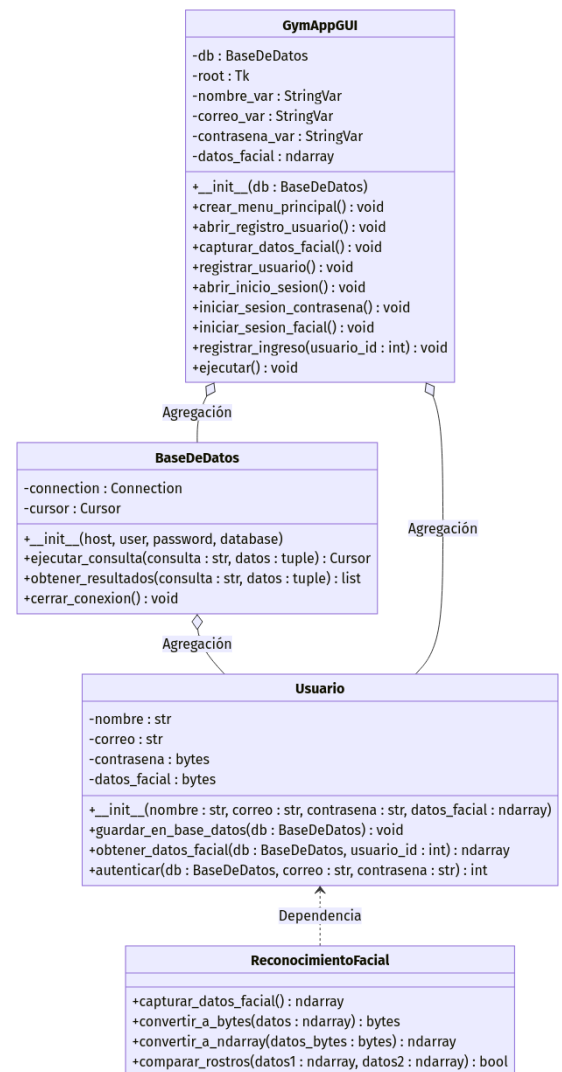 GymAppGUI
-db : BaseDeDatos
-root : Tk
-nombre_var : StringVar
-correo_var : StringVar
-contrasena_var : StringVar
-datos_facial : ndarray
+__init__(db : BaseDeDatos)
+crear_menu_principal() : void
+abrir_registro_usuario() : void
+capturar_datos_facial() : void
+registrar_usuario() : void
+abrir_inicio_sesion() : void
+iniciar_sesion_contrasena() : void
+iniciar_sesion_facial() : void
+registrar_ingreso(usuario_id : int) : void
+ejecutar() : void
Agregación
BaseDeDatos
-connection : Connection
-cursor : Cursor
+__init__(host, user, password, database)
+ejecutar_consulta(consulta : str, datos : tuple) : Cursor
+obtener_resultados(consulta : str, datos : tuple) : list
+cerrar_conexion() : void
Agregación
Agregación
Usuario
-nombre : str
-correo : str
-contrasena : bytes
-datos_facial : bytes
+__init__(nombre : str, correo : str, contrasena : str, datos_facial : ndarray)
+guardar_en_base_datos(db : BaseDeDatos) : void
+obtener_datos_facial(db : BaseDeDatos, usuario_id : int) : ndarray
+autenticar(db : BaseDeDatos, correo : str, contrasena : str) : int
Dependencia
ReconocimientoFacial
+capturar_datos_facial() : ndarray
+convertir_a_bytes(datos : ndarray) : bytes
+convertir_a_ndarray(datos_bytes : bytes) : ndarray
+comparar_rostros(datos1 : ndarray, datos2 : ndarray) : bool